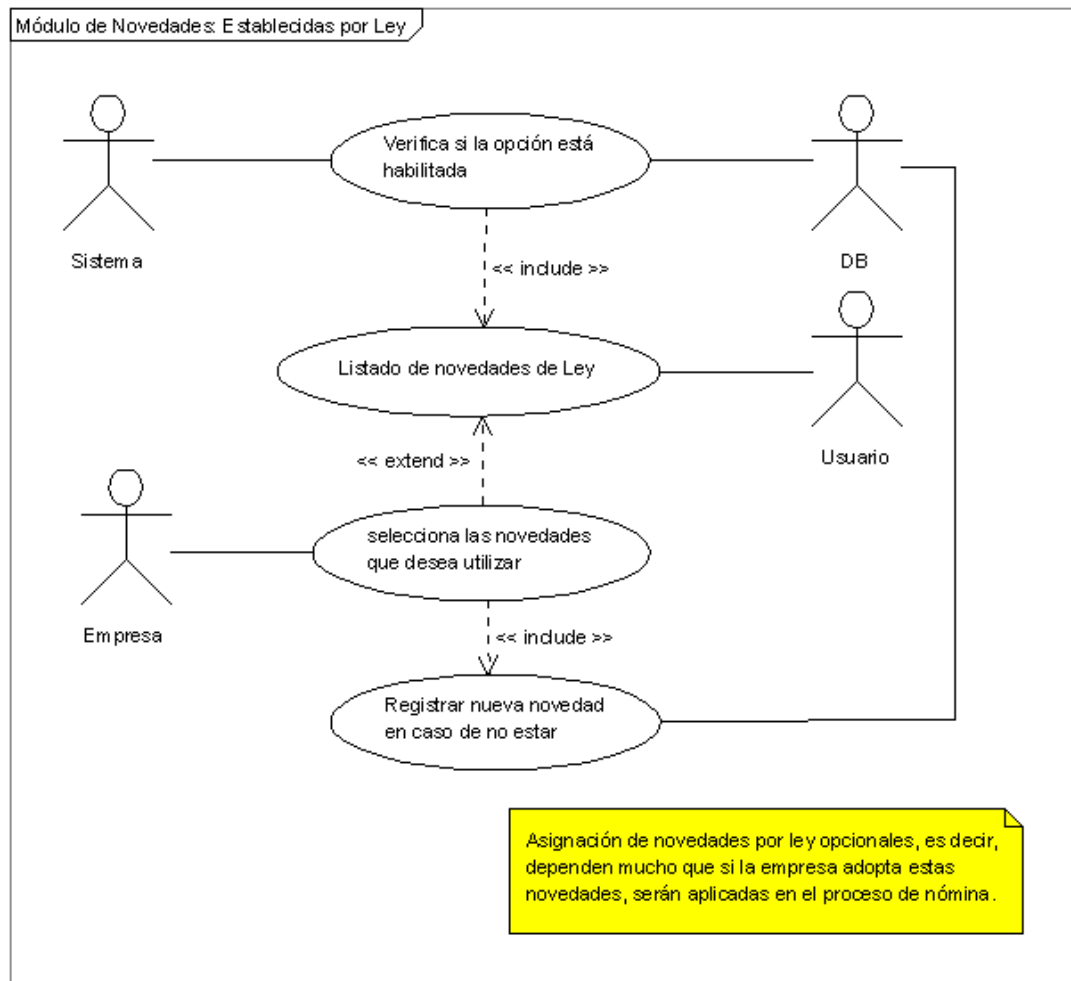 Módulo de Novedades: Establecidas por Ley
Verifica si la opción está
habilitada
Sistema
DB
<< include >>
Listado de novedades de Ley
Usuario
<< extend >>
selecciona las novedades
que desea utilizar
Empresa
<< include >>
Registrar nueva novedad
en caso de no estar
Asignación de novedades por ley opcionales, es decir,
dependen mucho que si la empresa adopta estas
novedades, serán aplicadas en el proceso de nómina.